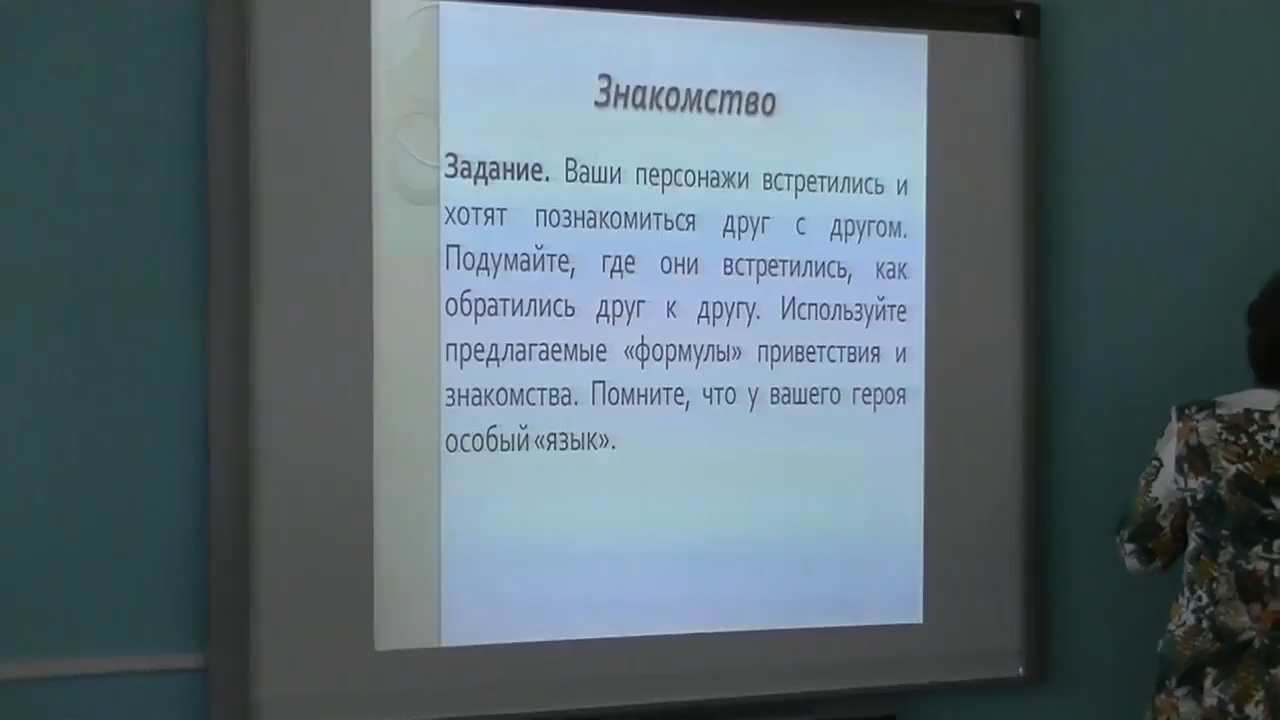 Знакомство
Задание. Ваши персонажи встретились и
хотят познакомиться друг с другом.
Подумайте, где они встретились, как
обратились друг к другу. Используйте
предлагаемые «формулы» приветствия и
знакомства. Помните, что у вашего героя
особый «язык».